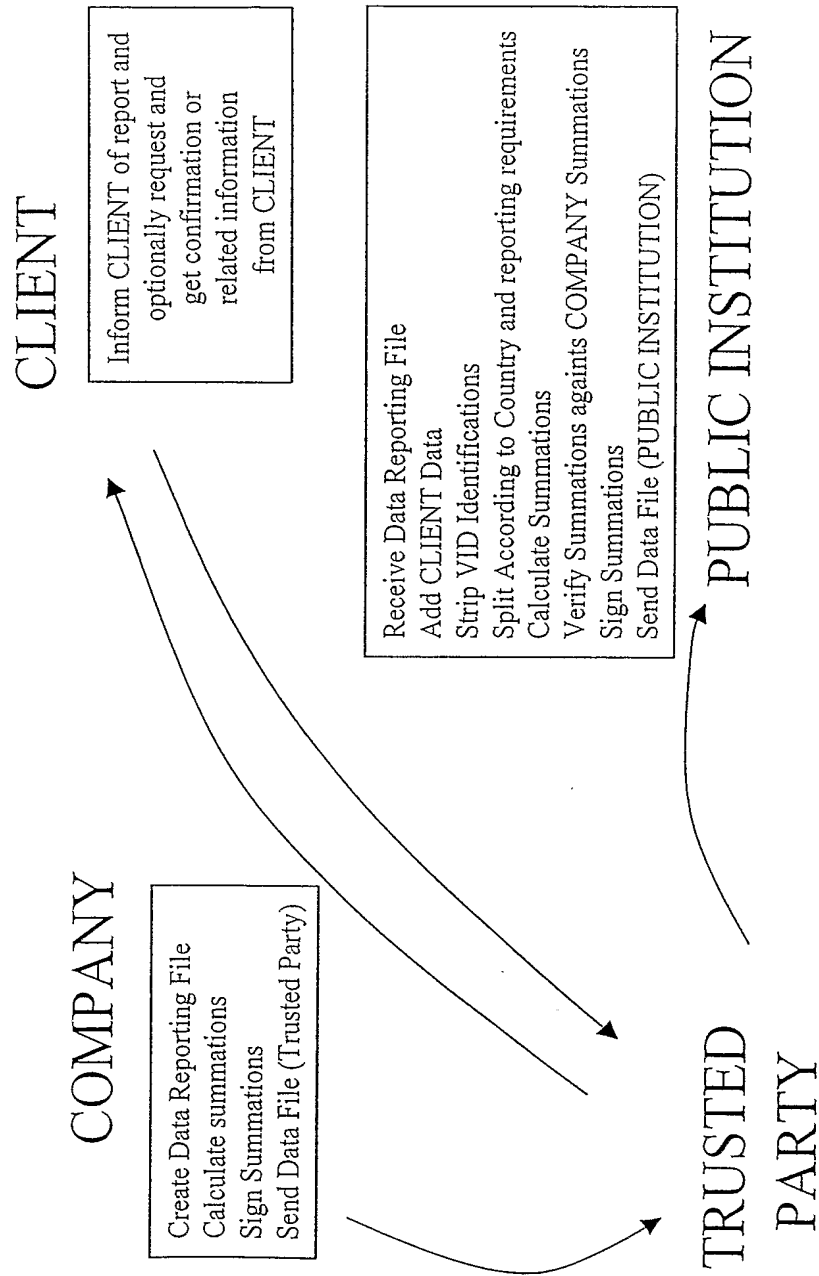 COMPANY
Create Data Reporting File
Calculate summations
Sign Summations
Send Data File (Trusted Party)
CLIENT
Inform CLIENT of report and
optionally request and
get confirmation or
related information
from CLIENT
TRUSTED
PARTY
Receive Data Reporting File
Add CLIENT Data
Strip VID Identifications
Split According to Country and reporting requirements
Calculate Summations
Verify Summations againts COMPANY Summations
Sign Summations
Send Data File (PUBLIC INSTITUTION)
PUBLIC INSTITUTION